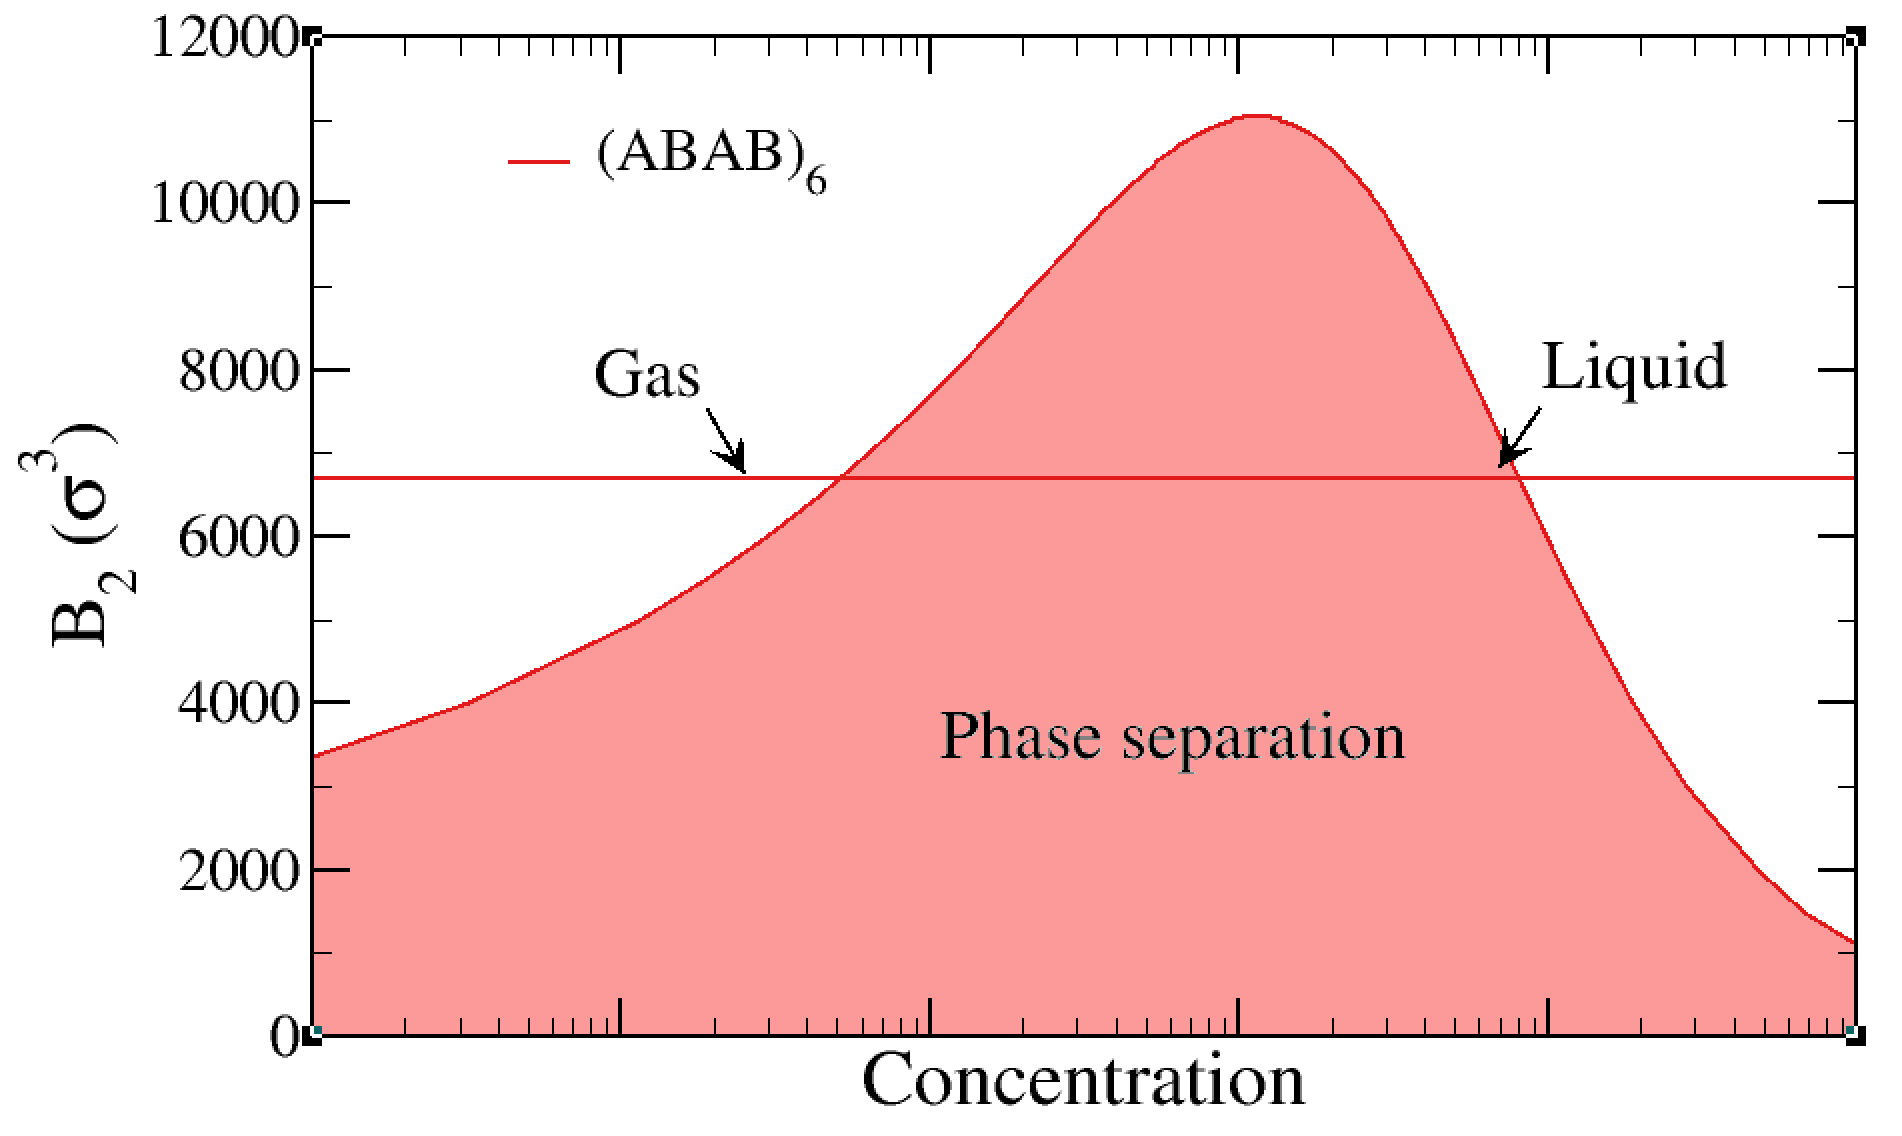 12000
10000
8000
6000
4000
2000
0
B2 (σ3)
(ABAB)6
Gas
Liquid
Phase separation
Concentration